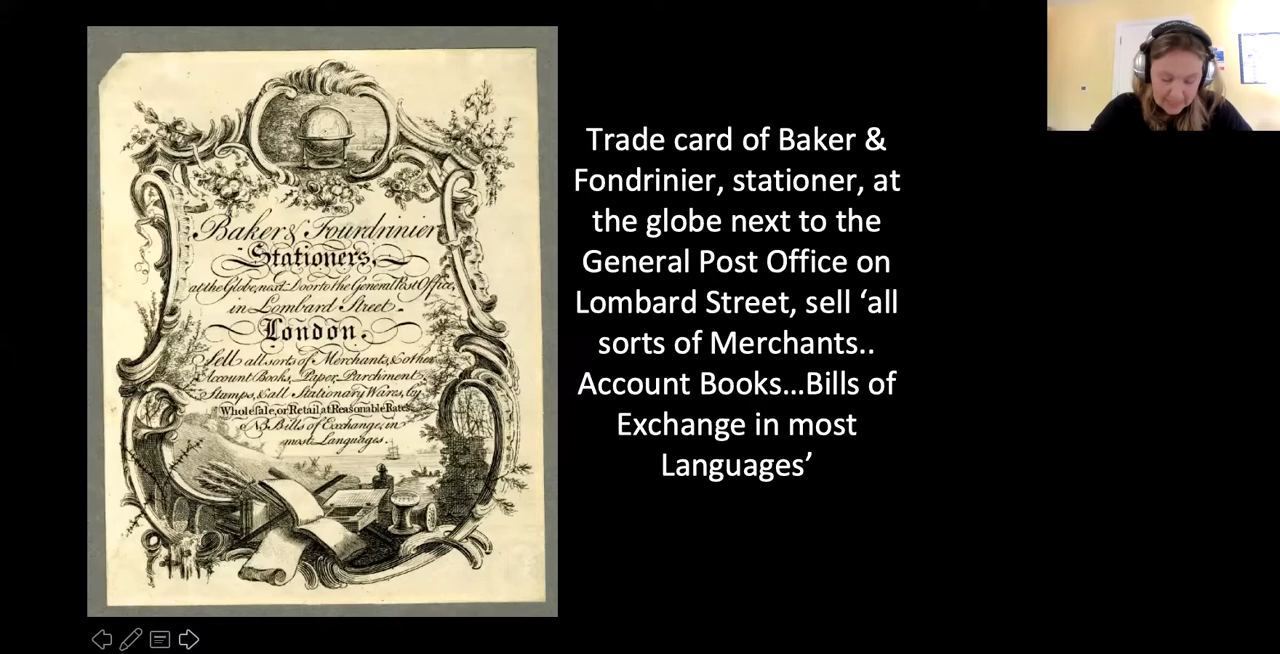 Baker & Fourdrinier
Stationers,
at the Globe, next Door to the General Post Office,
in Lombard Street.
London.
Sell all sorts of Merchants & other
Account Books, Paper, Parchment
Stamps, & all Stationary Wares, by
Wholesale, or Retail at Reasonable Rates.
NB Bills of Exchange, in
most Languages.
Trade card of Baker &
Fondrinier, stationer, at
the globe next to the
General Post Office on
Lombard Street, sell ‘all
sorts of Merchants..
Account Books...Bills of
Exchange in most
Languages’